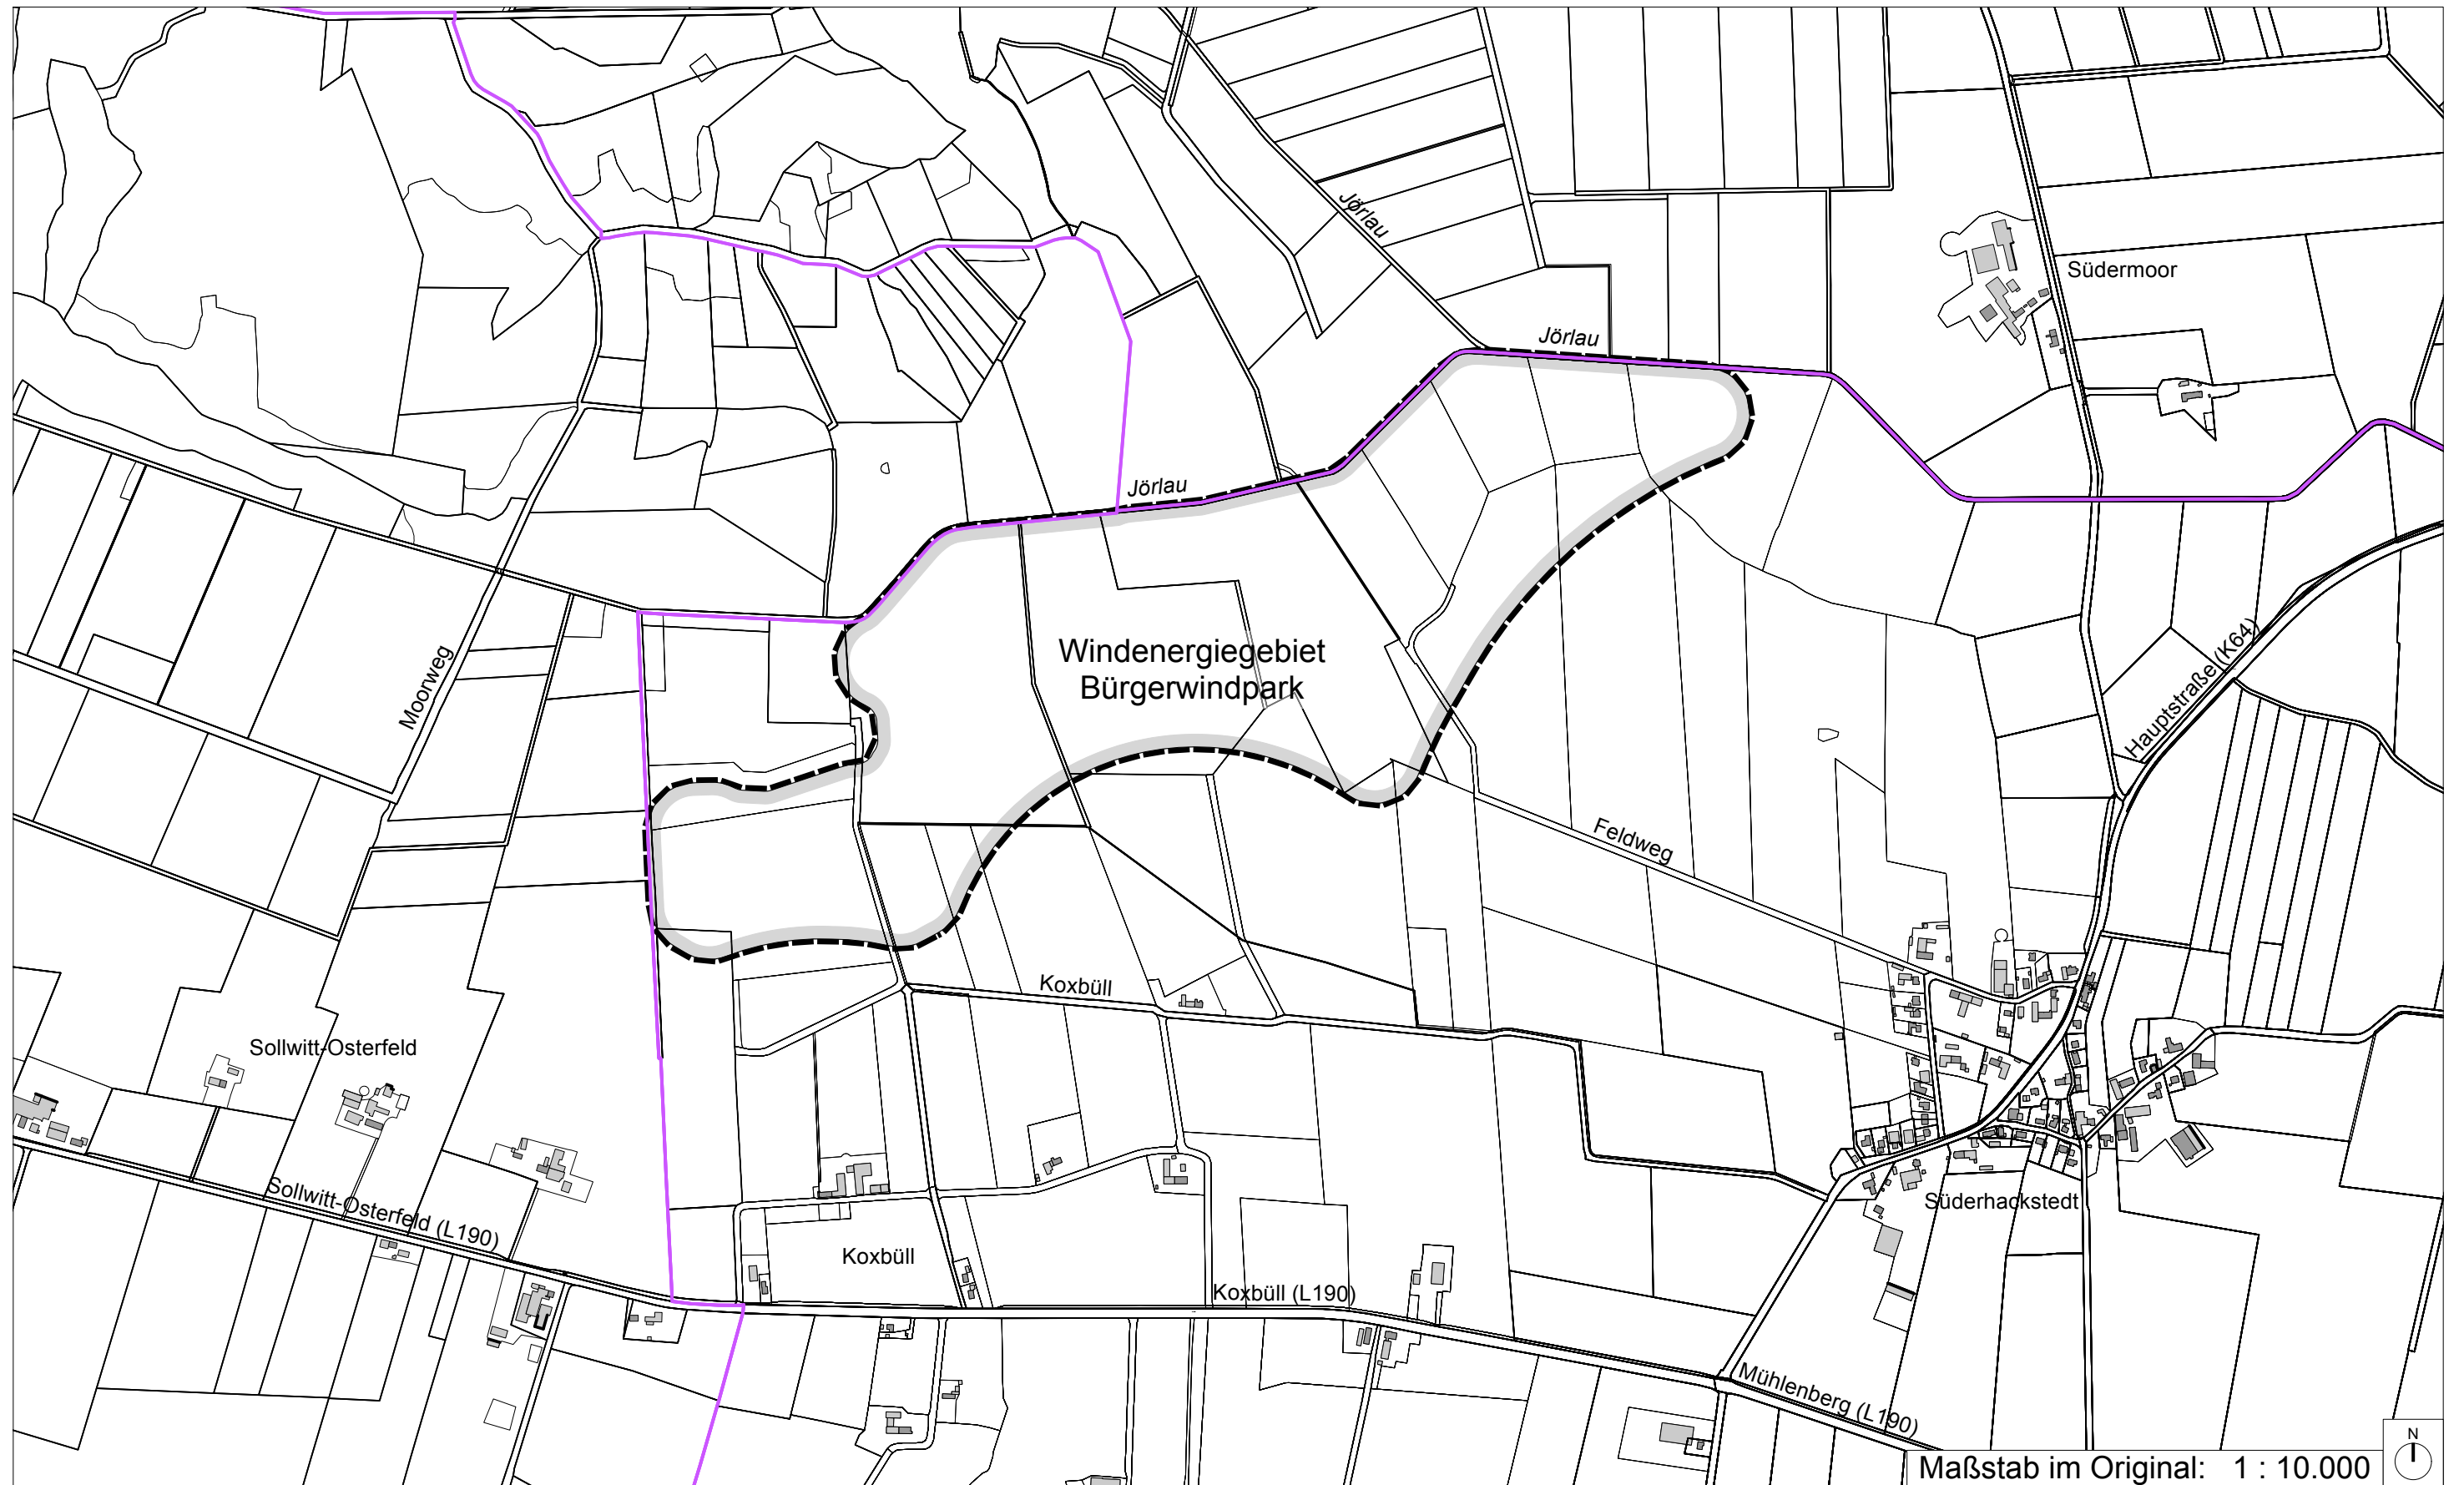 Jörlau
Südermoor
Jörlau
Jörlau
Windenergiegebiet
Bürgerwindpark
Moorweg
Hauptstraße (K64)
Feldweg
Koxbüll
Sollwitt-Osterfeld
Sollwitt-Osterfeld (L190)
Süderhackstedt
Koxbüll
Koxbüll (L190)
Mühlenberg (L190)
N
Maßstab im Original: 1 : 10.000